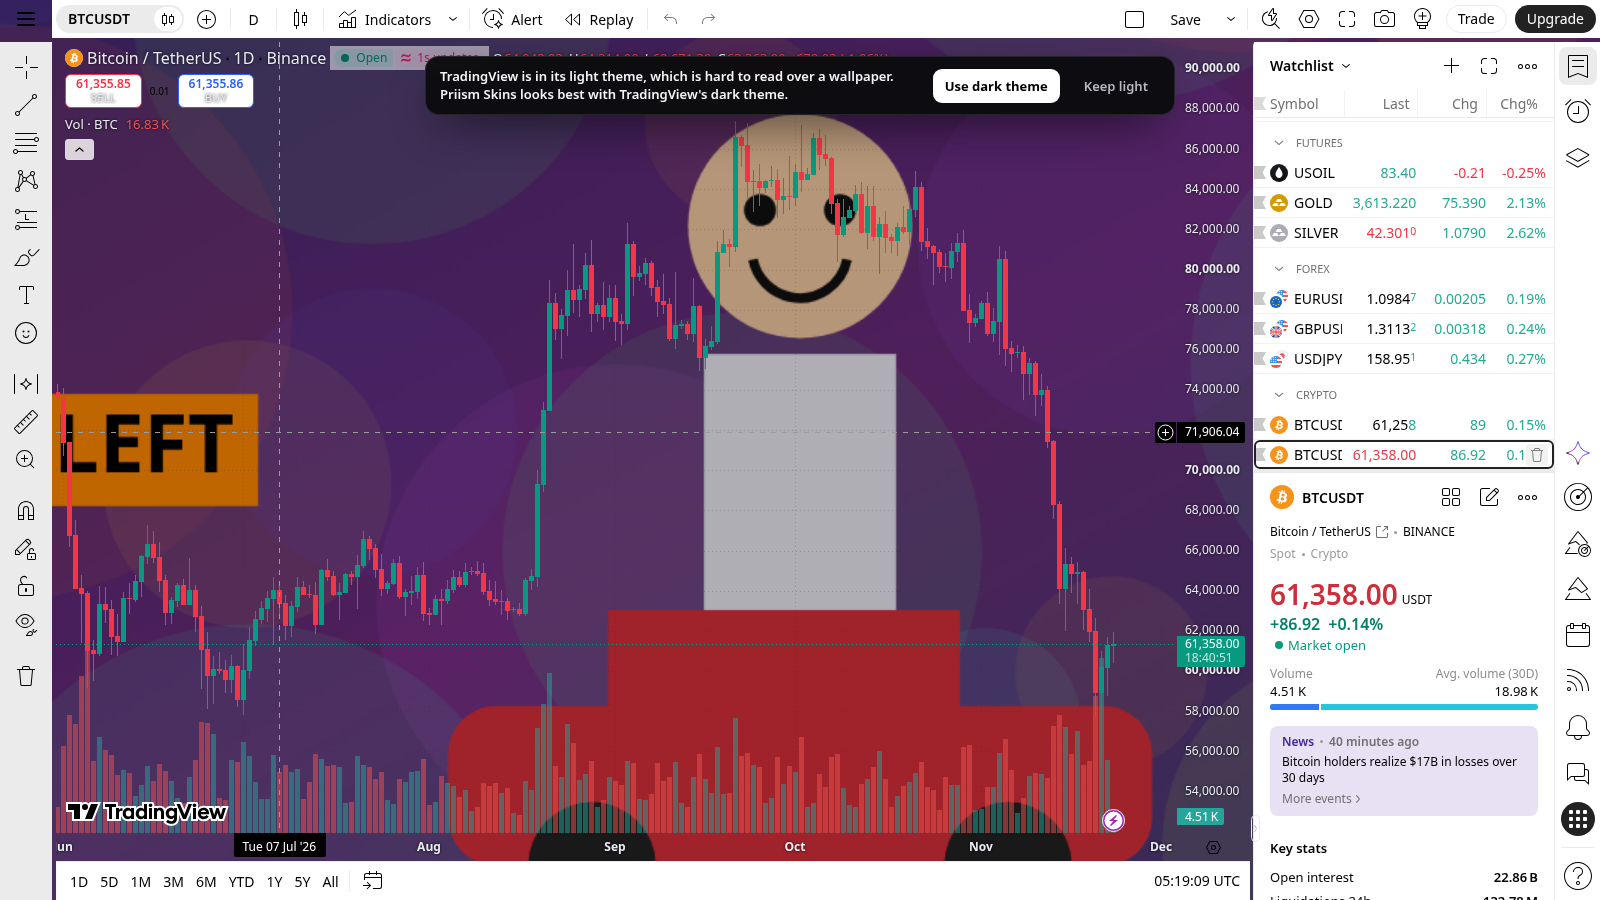 BTCUSDT
D
Indicators
Alert
Replay
Save
Trade
Upgrade
Bitcoin / TetherUS · 1D · Binance
Open
TradingView is in its light theme, which is hard to read over a wallpaper.
Priism Skins looks best with TradingView's dark theme.
Use dark theme
Keep light
61,355.85
SELL
0.01
61,355.86
BUY
Vol · BTC 16.83 K
LEFT
90,000.00
88,000.00
86,000.00
84,000.00
82,000.00
80,000.00
78,000.00
76,000.00
74,000.00
71,906.04
70,000.00
68,000.00
66,000.00
64,000.00
62,000.00
61,358.00
18:40:51
60,000.00
58,000.00
56,000.00
54,000.00
4.51 K
TradingView
un
Tue 07 Jul '26
Aug
Sep
Oct
Nov
Dec
1D 5D 1M 3M 6M YTD 1Y 5Y All
05:19:09 UTC
Watchlist
Symbol Last Chg Chg%
FUTURES
USOIL 83.40 -0.21 -0.25%
GOLD 3,613.220 75.390 2.13%
SILVER 42.3010 1.0790 2.62%
FOREX
EURUSI 1.09847 0.00205 0.19%
GBPUSI 1.31132 0.00318 0.24%
USDJPY 158.951 0.434 0.27%
CRYPTO
BTCUSI 61,258 89 0.15%
BTCUSI 61,358.00 86.92 0.1
BTCUSDT
Bitcoin / TetherUS · BINANCE
Spot · Crypto
61,358.00 USDT
+86.92 +0.14%
Market open
Volume Avg. volume (30D)
4.51 K 18.98 K
News · 40 minutes ago
Bitcoin holders realize $17B in losses over
30 days
More events
Key stats
Open interest 22.86 B